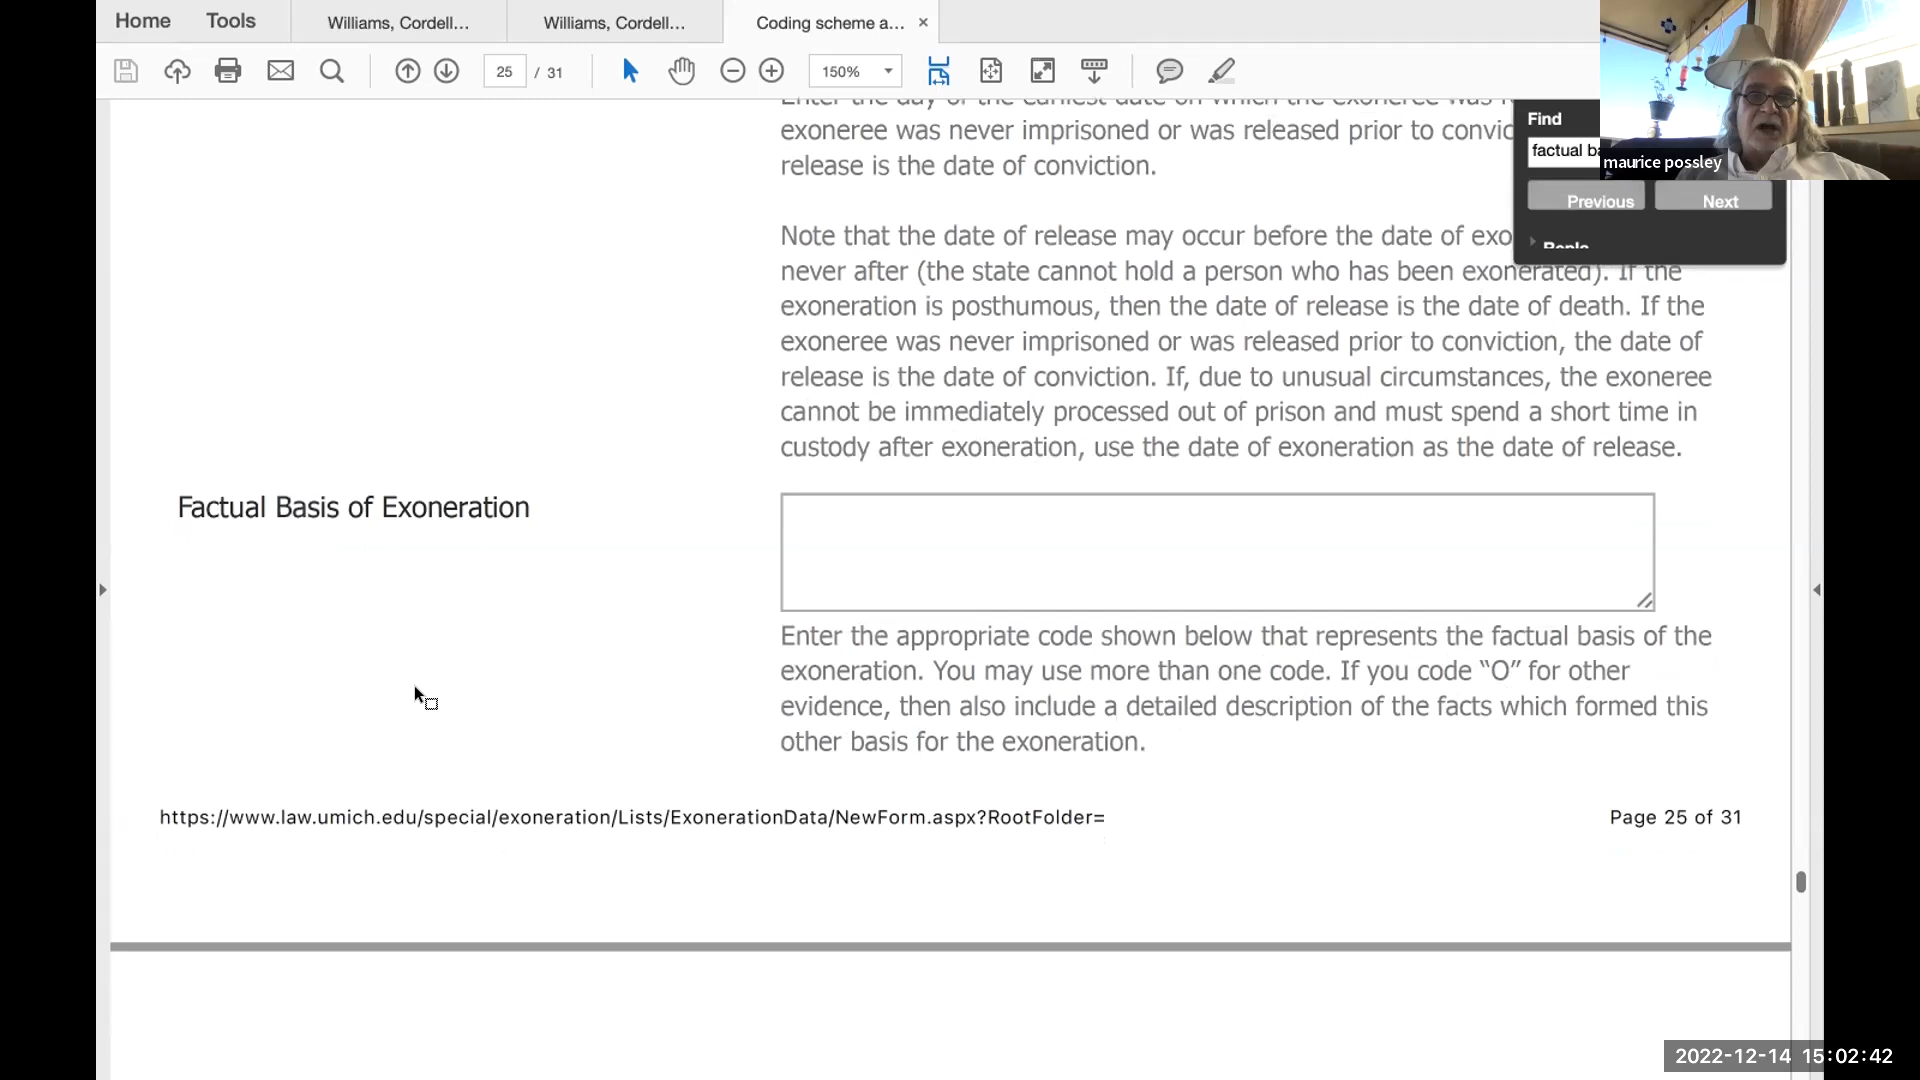 Home Tools Williams, Cordell... Williams, Cordell... Coding scheme a... ×
25 / 31 150%
exoneree was never imprisoned or was released prior to convic
release is the date of conviction.
Find
factual ba
maurice possley
Previous Next
Note that the date of release may occur before the date of exo
never after (the state cannot hold a person who has been exonerated). If the
exoneration is posthumous, then the date of release is the date of death. If the
exoneree was never imprisoned or was released prior to conviction, the date of
release is the date of conviction. If, due to unusual circumstances, the exoneree
cannot be immediately processed out of prison and must spend a short time in
custody after exoneration, use the date of exoneration as the date of release.
Factual Basis of Exoneration
Enter the appropriate code shown below that represents the factual basis of the
exoneration. You may use more than one code. If you code “O” for other
evidence, then also include a detailed description of the facts which formed this
other basis for the exoneration.
https://www.law.umich.edu/special/exoneration/Lists/ExonerationData/NewForm.aspx?RootFolder= Page 25 of 31
2022-12-14 15:02:42